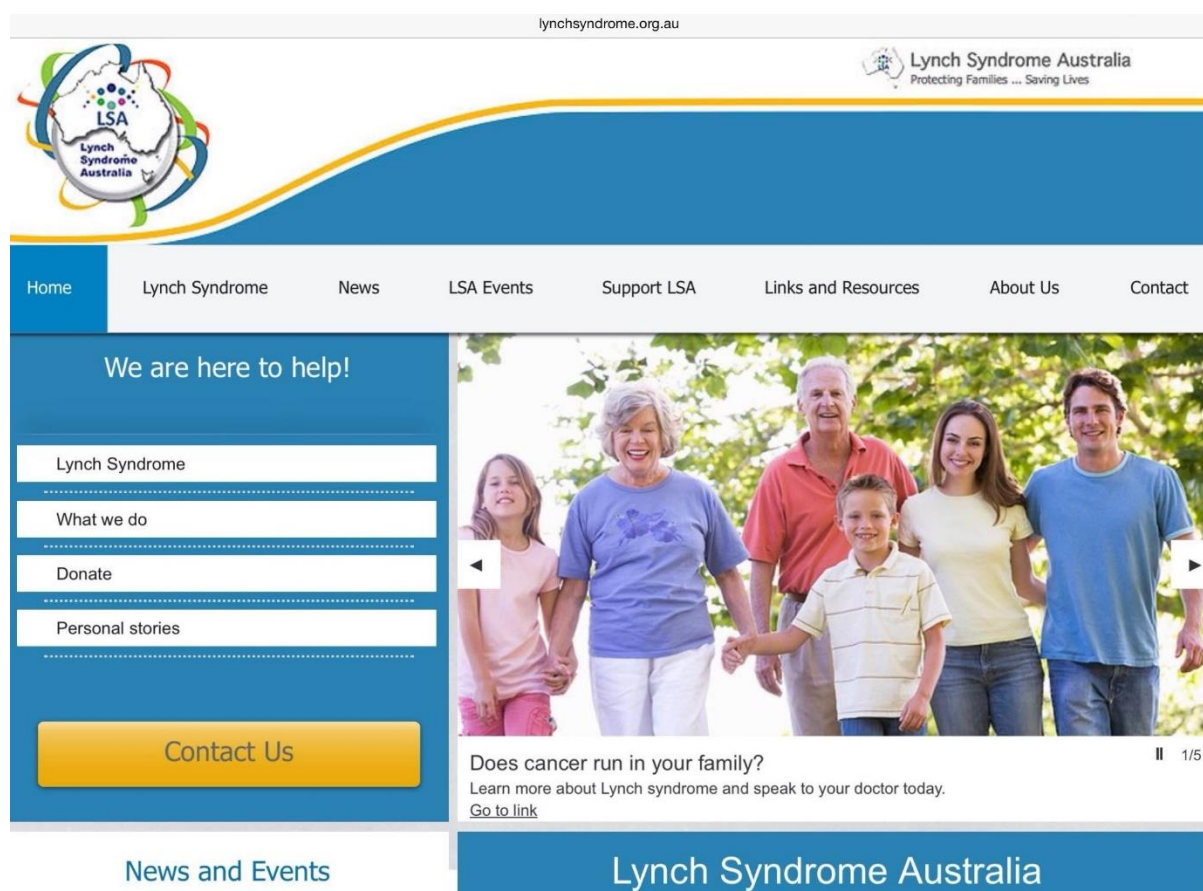 lynchsyndrome.org.au
LSA
Lynch
Syndrome
Australia
LSA
Lynch Syndrome Australia
Protecting Families ... Saving Lives
Home
Lynch Syndrome
News
LSA Events
Support LSA
Links and Resources
About Us
Contact
We are here to help!
Lynch Syndrome
What we do
Donate
Personal stories
Contact Us
Does cancer run in your family?
Learn more about Lynch syndrome and speak to your doctor today.
Go to link
1/5
News and Events
Lynch Syndrome Australia